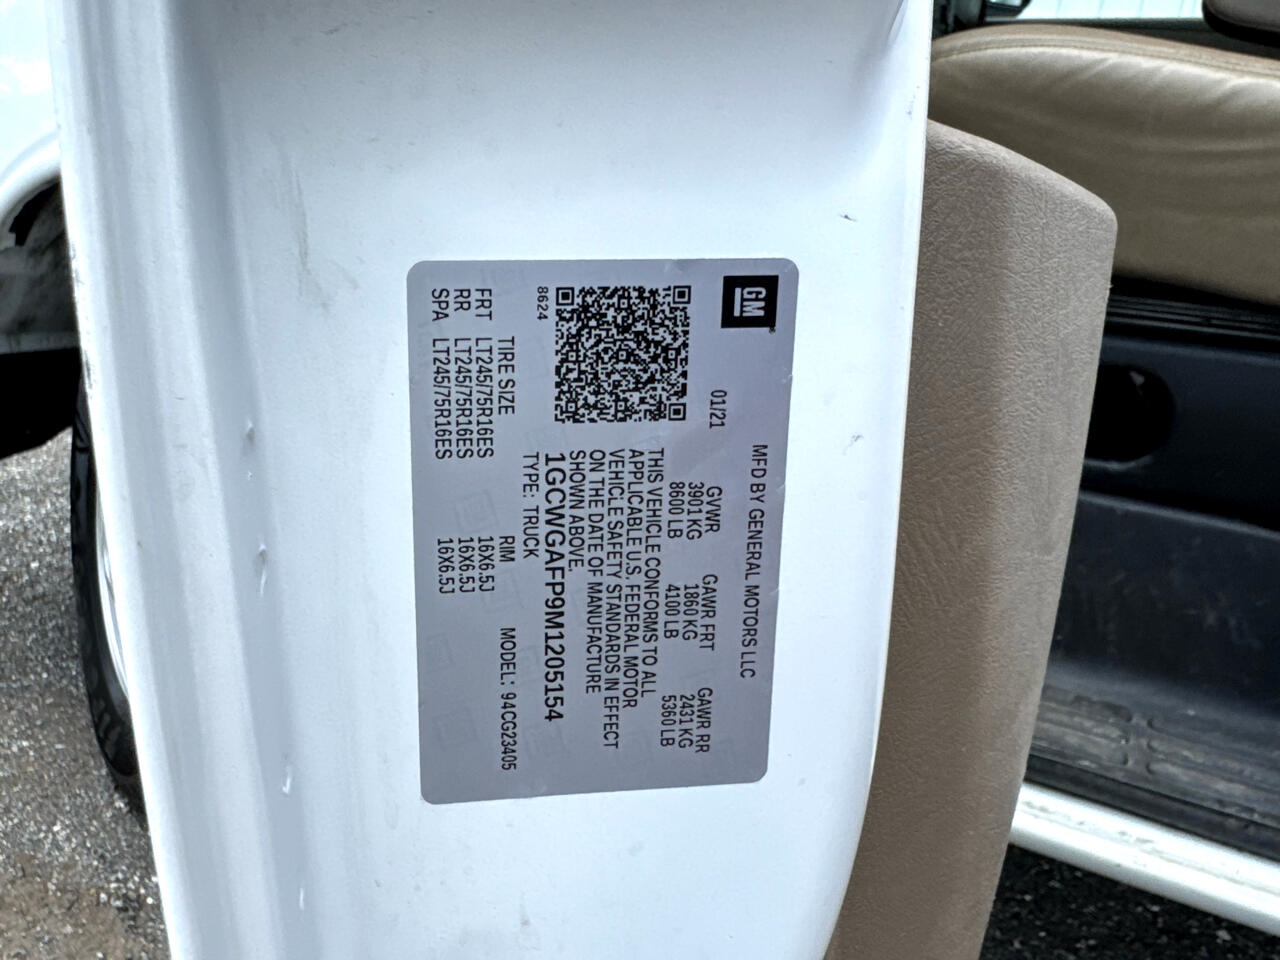 GM
MFD BY GENERAL MOTORS LLC
01/21
GVWR GAWR FRT GAWR RR
3901 KG 1860 KG 2431 KG
8600 LB 4100 LB 5360 LB
THIS VEHICLE CONFORMS TO ALL
APPLICABLE U.S. FEDERAL MOTOR
VEHICLE SAFETY STANDARDS IN EFFECT
ON THE DATE OF MANUFACTURE
SHOWN ABOVE.
1GCWGAFP9M1205154
8624
TYPE: TRUCK
TIRE SIZE RIM MODEL: 94CG23405
FRT LT245/75R16ES 16X6.5J
RR LT245/75R16ES 16X6.5J
SPA LT245/75R16ES 16X6.5J